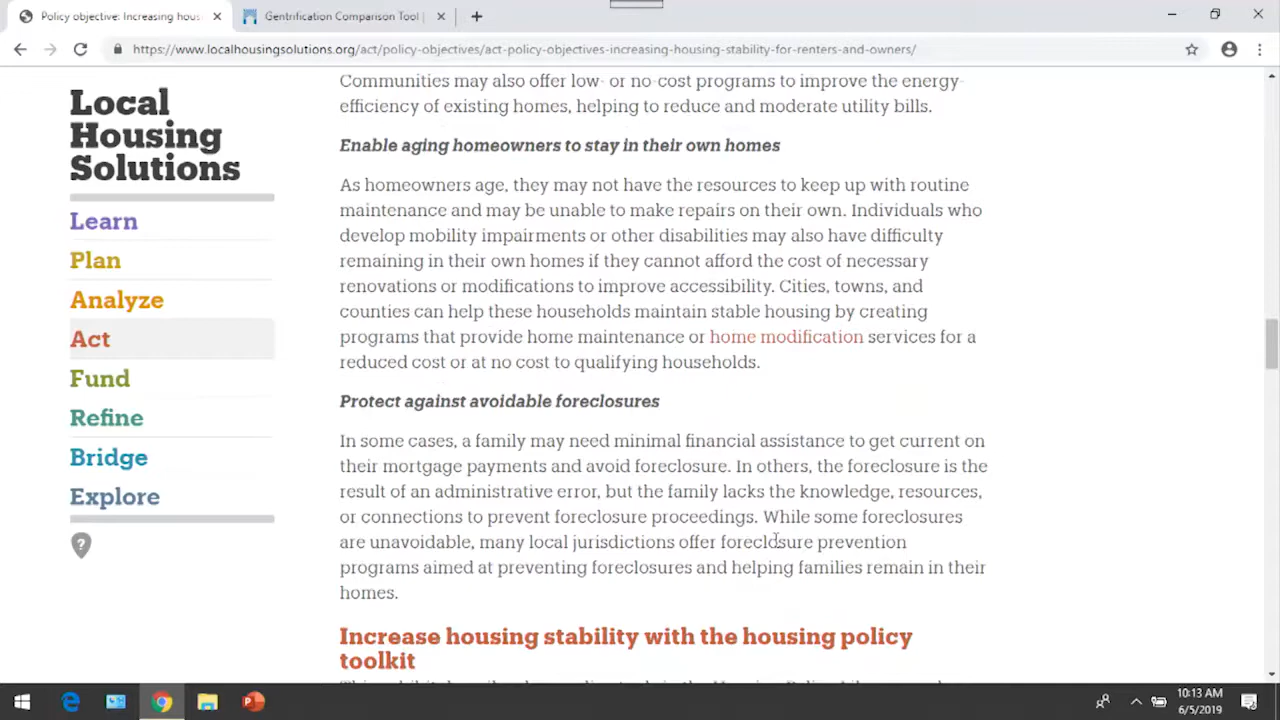 Policy objective: Increasing hous
Gentrification Comparison Tool |
https://www.localhousingsolutions.org/act/policy-objectives/act-policy-objectives-increasing-housing-stability-for-renters-and-owners/
Local
Housing
Solutions
Learn
Plan
Analyze
Act
Fund
Refine
Bridge
Explore
?
Communities may also offer low- or no-cost programs to improve the energy-
efficiency of existing homes, helping to reduce and moderate utility bills.
Enable aging homeowners to stay in their own homes
As homeowners age, they may not have the resources to keep up with routine
maintenance and may be unable to make repairs on their own. Individuals who
develop mobility impairments or other disabilities may also have difficulty
remaining in their own homes if they cannot afford the cost of necessary
renovations or modifications to improve accessibility. Cities, towns, and
counties can help these households maintain stable housing by creating
programs that provide home maintenance or home modification services for a
reduced cost or at no cost to qualifying households.
Protect against avoidable foreclosures
In some cases, a family may need minimal financial assistance to get current on
their mortgage payments and avoid foreclosure. In others, the foreclosure is the
result of an administrative error, but the family lacks the knowledge, resources,
or connections to prevent foreclosure proceedings. While some foreclosures
are unavoidable, many local jurisdictions offer foreclosure prevention
programs aimed at preventing foreclosures and helping families remain in their
homes.
Increase housing stability with the housing policy
toolkit
10:13 AM
6/5/2019